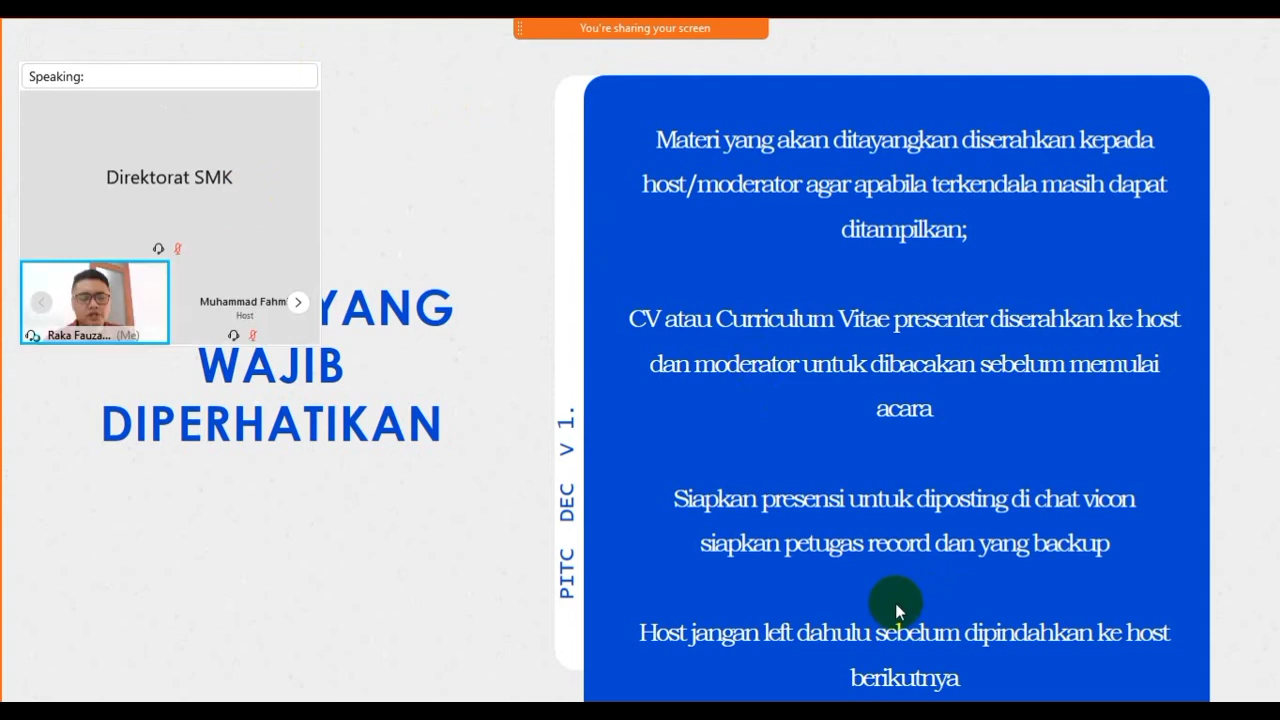 You're sharing your screen
Speaking:
Direktorat SMK
Raka Fauza... (Me)
Muhammad Fahm
Host
YANG
WAJIB
DIPERHATIKAN
PITC DEC V 1.
Materi yang akan ditayangkan diserahkan kepada
host/moderator agar apabila terkendala masih dapat
ditampilkan;
CV atau Curriculum Vitae presenter diserahkan ke host
dan moderator untuk dibacakan sebelum memulai
acara
Siapkan presensi untuk diposting di chat vicon
siapkan petugas record dan yang backup
Host jangan left dahulu sebelum dipindahkan ke host
berikutnya